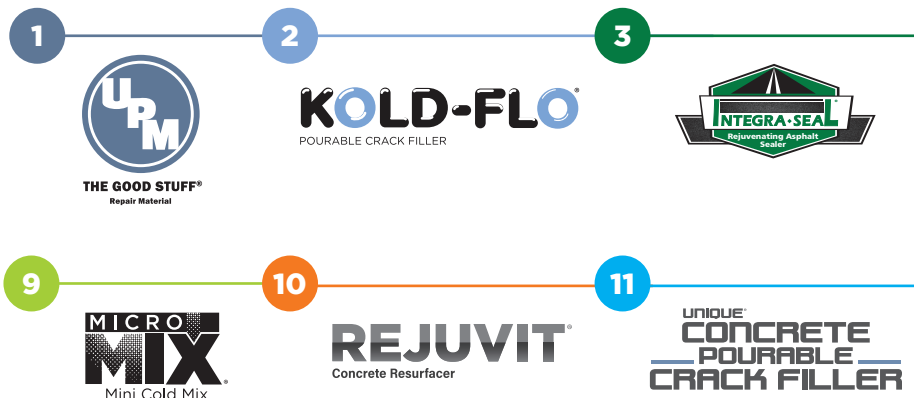 1
2
3
UPM
THE GOOD STUFF®
Repair Material
KOLD-FLO®
POURABLE CRACK FILLER
INTEGRA·SEAL
Rejuvenating Asphalt
Sealer
9
10
11
MICRO
MIX®
Mini Cold Mix
REJUVIT®
Concrete Resurfacer
UNIQUE®
CONCRETE
POURABLE
CRACK FILLER